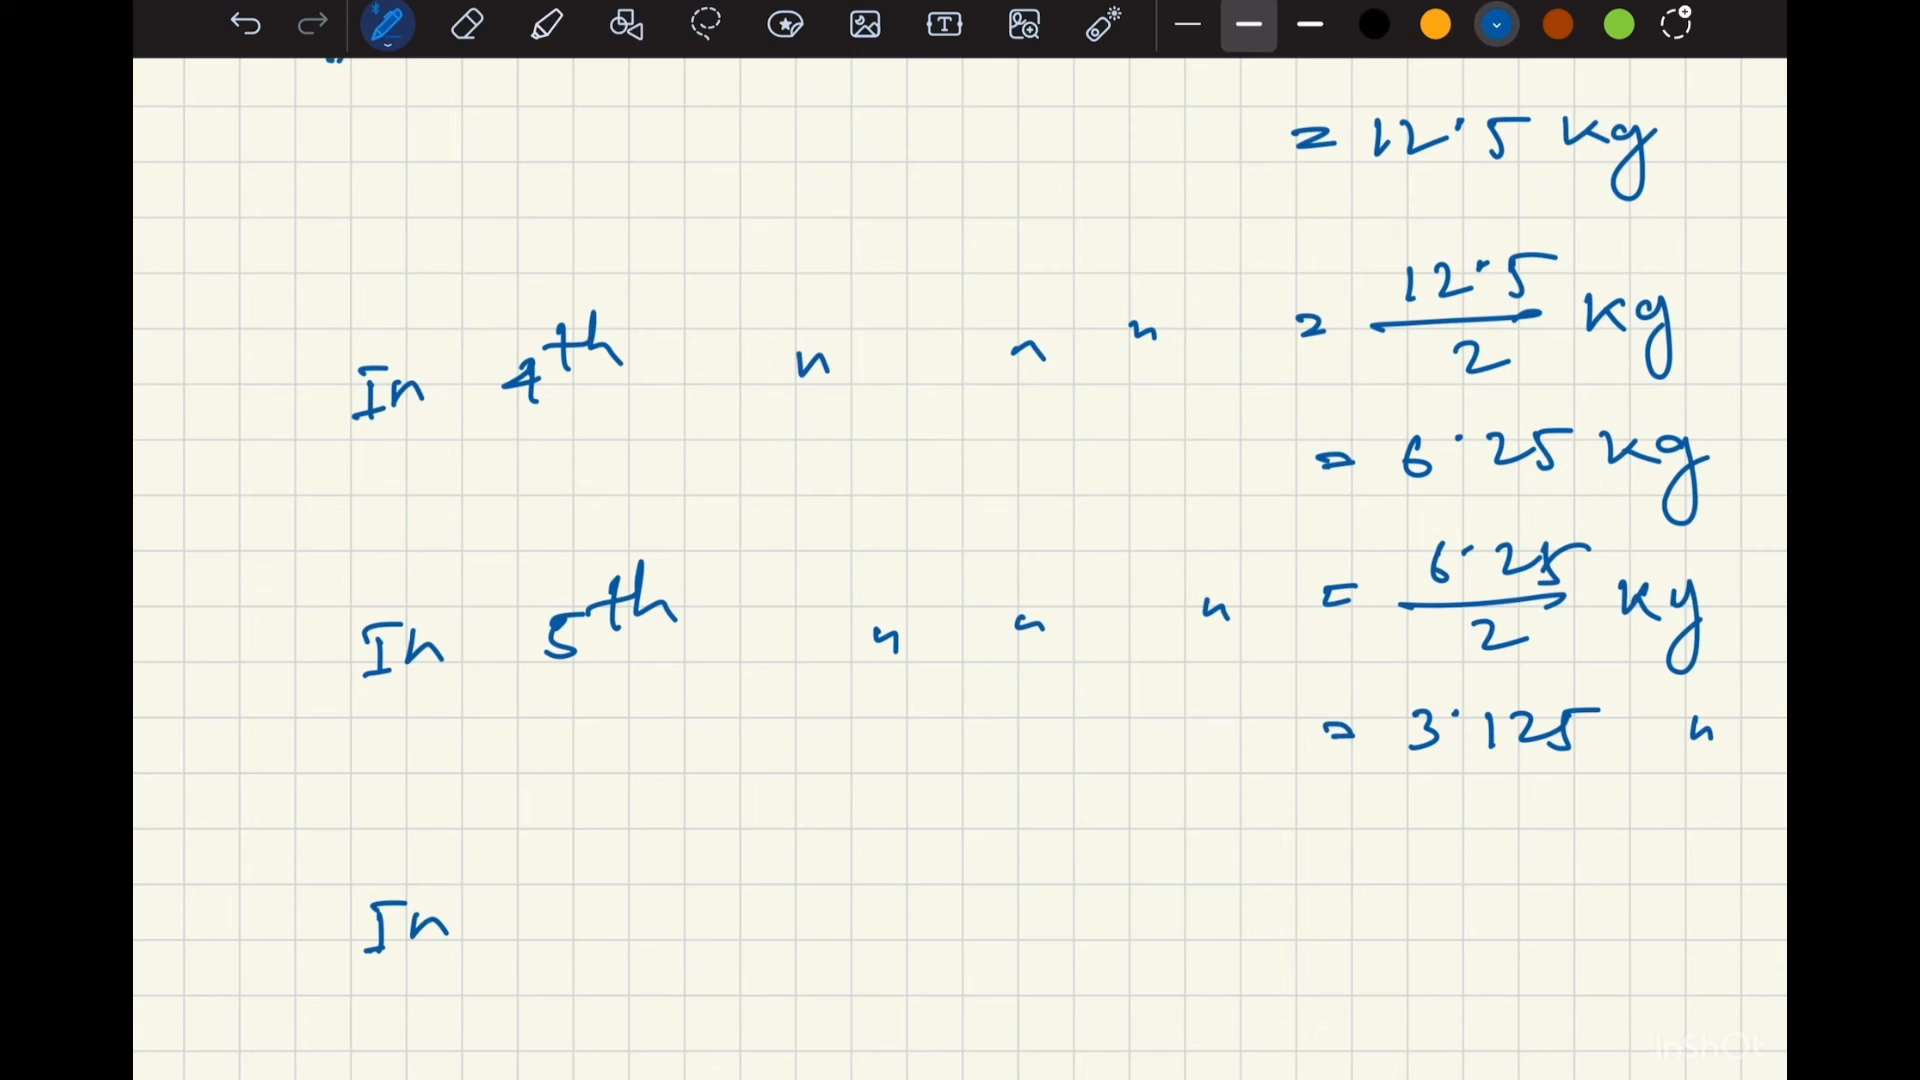 = 12.5 kg
In 4th " " " = 12.5/2 kg
= 6.25 kg
In 5th " " " = 6.25/2 kg
= 3.125 "
In
InShOt